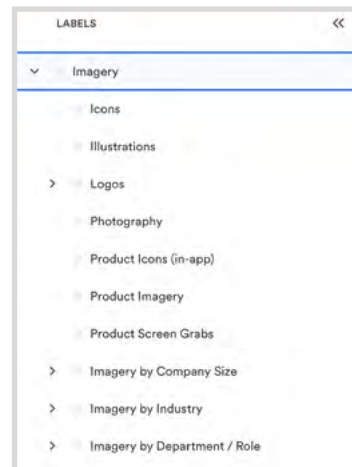 LABELS
Imagery
Icons
Illustrations
Logos
Photography
Product Icons (in-app)
Product Imagery
Product Screen Grabs
Imagery by Company Size
Imagery by Industry
Imagery by Department / Role